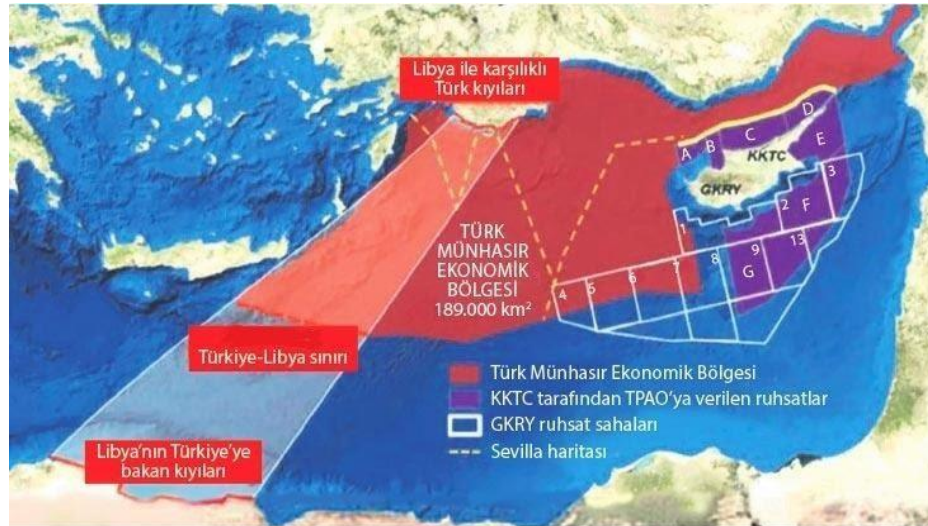 Libya ile karşılıklı
Türk kıyıları
D
C
B
A
E
KKTC
GKRY
3
2
F
1
TÜRK
MÜNHASIR
EKONOMİK
BÖLGESİ
189.000 km²
13
9
8
7
6
5
4
G
Türkiye-Libya sınırı
Türk Münhasır Ekonomik Bölgesi
KKTC tarafından TPAO'ya verilen ruhsatlar
GKRY ruhsat sahaları
Sevilla haritası
Libya'nın Türkiye'ye
bakan kıyıları